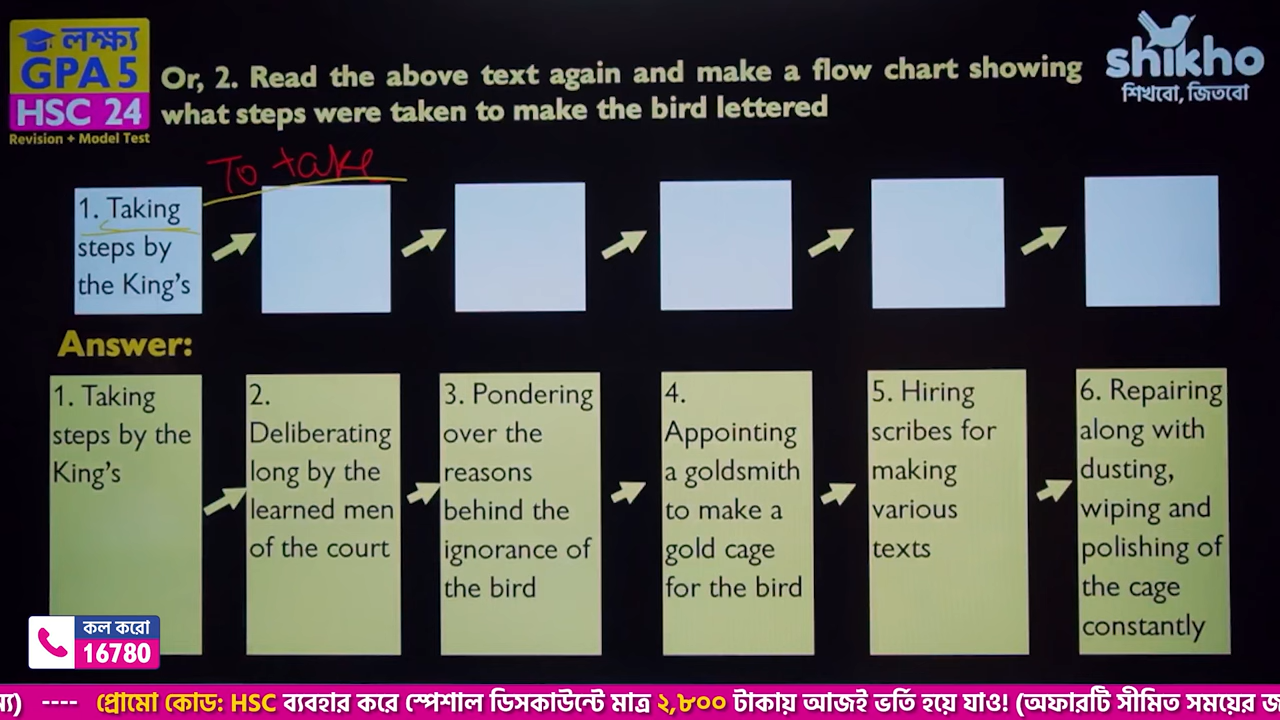 লক্ষ্য
GPA 5
HSC 24
Revision + Model Test
Or, 2. Read the above text again and make a flow chart showing
what steps were taken to make the bird lettered
shikho
শিখবো, জিতবো
To take
1. Taking
steps by
the King's
Answer:
1. Taking
steps by the
King's
2.
Deliberating
long by the
learned men
of the court
3. Pondering
over the
reasons
behind the
ignorance of
the bird
4.
Appointing
a goldsmith
to make a
gold cage
for the bird
5. Hiring
scribes for
making
various
texts
6. Repairing
along with
dusting,
wiping and
polishing of
the cage
constantly
কল করো
16780
---- প্রোমো কোড: HSC ব্যবহার করে স্পেশাল ডিসকাউন্টে মাত্র ২,৮০০ টাকায় আজই ভর্তি হয়ে যাও! (অফারটি সীমিত সময়ের